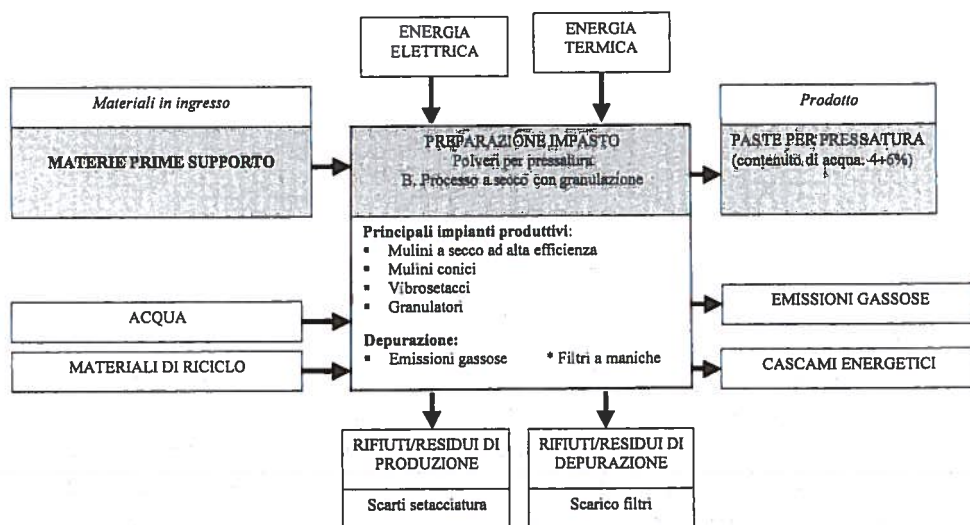 ENERGIA
ELETTRICA
ENERGIA
TERMICA
Materiali in ingresso
MATERIE PRIME SUPPORTO
PREPARAZIONE IMPASTO
Polveri per pressatura
B. Processo a secco con granulazione
Prodotto
PASTE PER PRESSATURA
(contenuto di acqua: 4÷6%)
Principali impianti produttivi:
▪ Mulini a secco ad alta efficienza
▪ Mulini conici
▪ Vibrosetacci
▪ Granulatori
Depurazione:
▪ Emissioni gassose * Filtri a maniche
ACQUA
MATERIALI DI RICICLO
EMISSIONI GASSOSE
CASCAMI ENERGETICI
RIFIUTI/RESIDUI DI
PRODUZIONE
Scarti setacciatura
RIFIUTI/RESIDUI DI
DEPURAZIONE
Scarico filtri